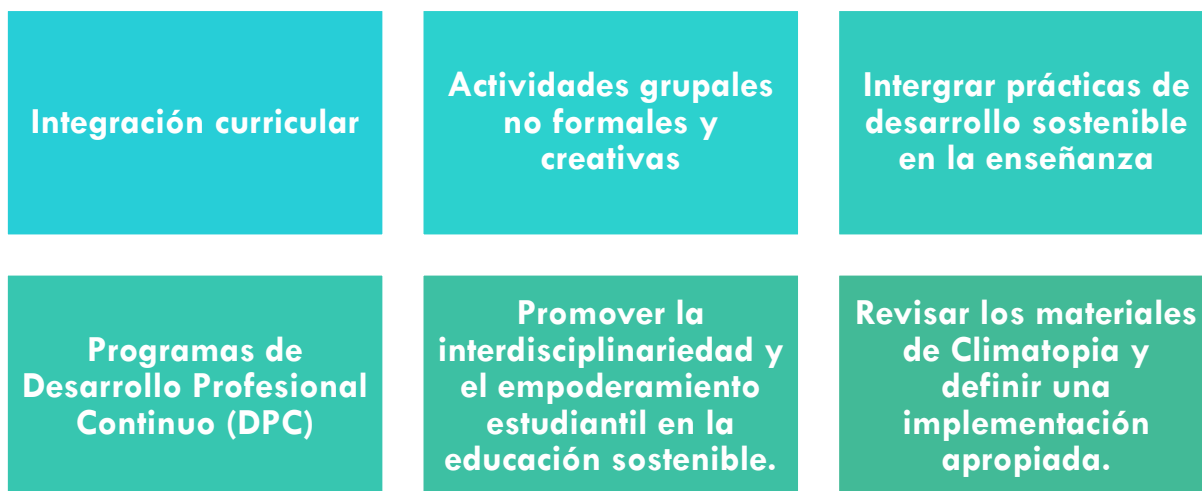 Integración curricular
Actividades grupales
no formales y
creativas
Intergrar prácticas de
desarrollo sostenible
en la enseñanza
Programas de
Desarrollo Profesional
Continuo (DPC)
Promover la
interdisciplinariedad y
el empoderamiento
estudiantil en la
educación sostenible.
Revisar los materiales
de Climatopia y
definir una
implementación
apropiada.